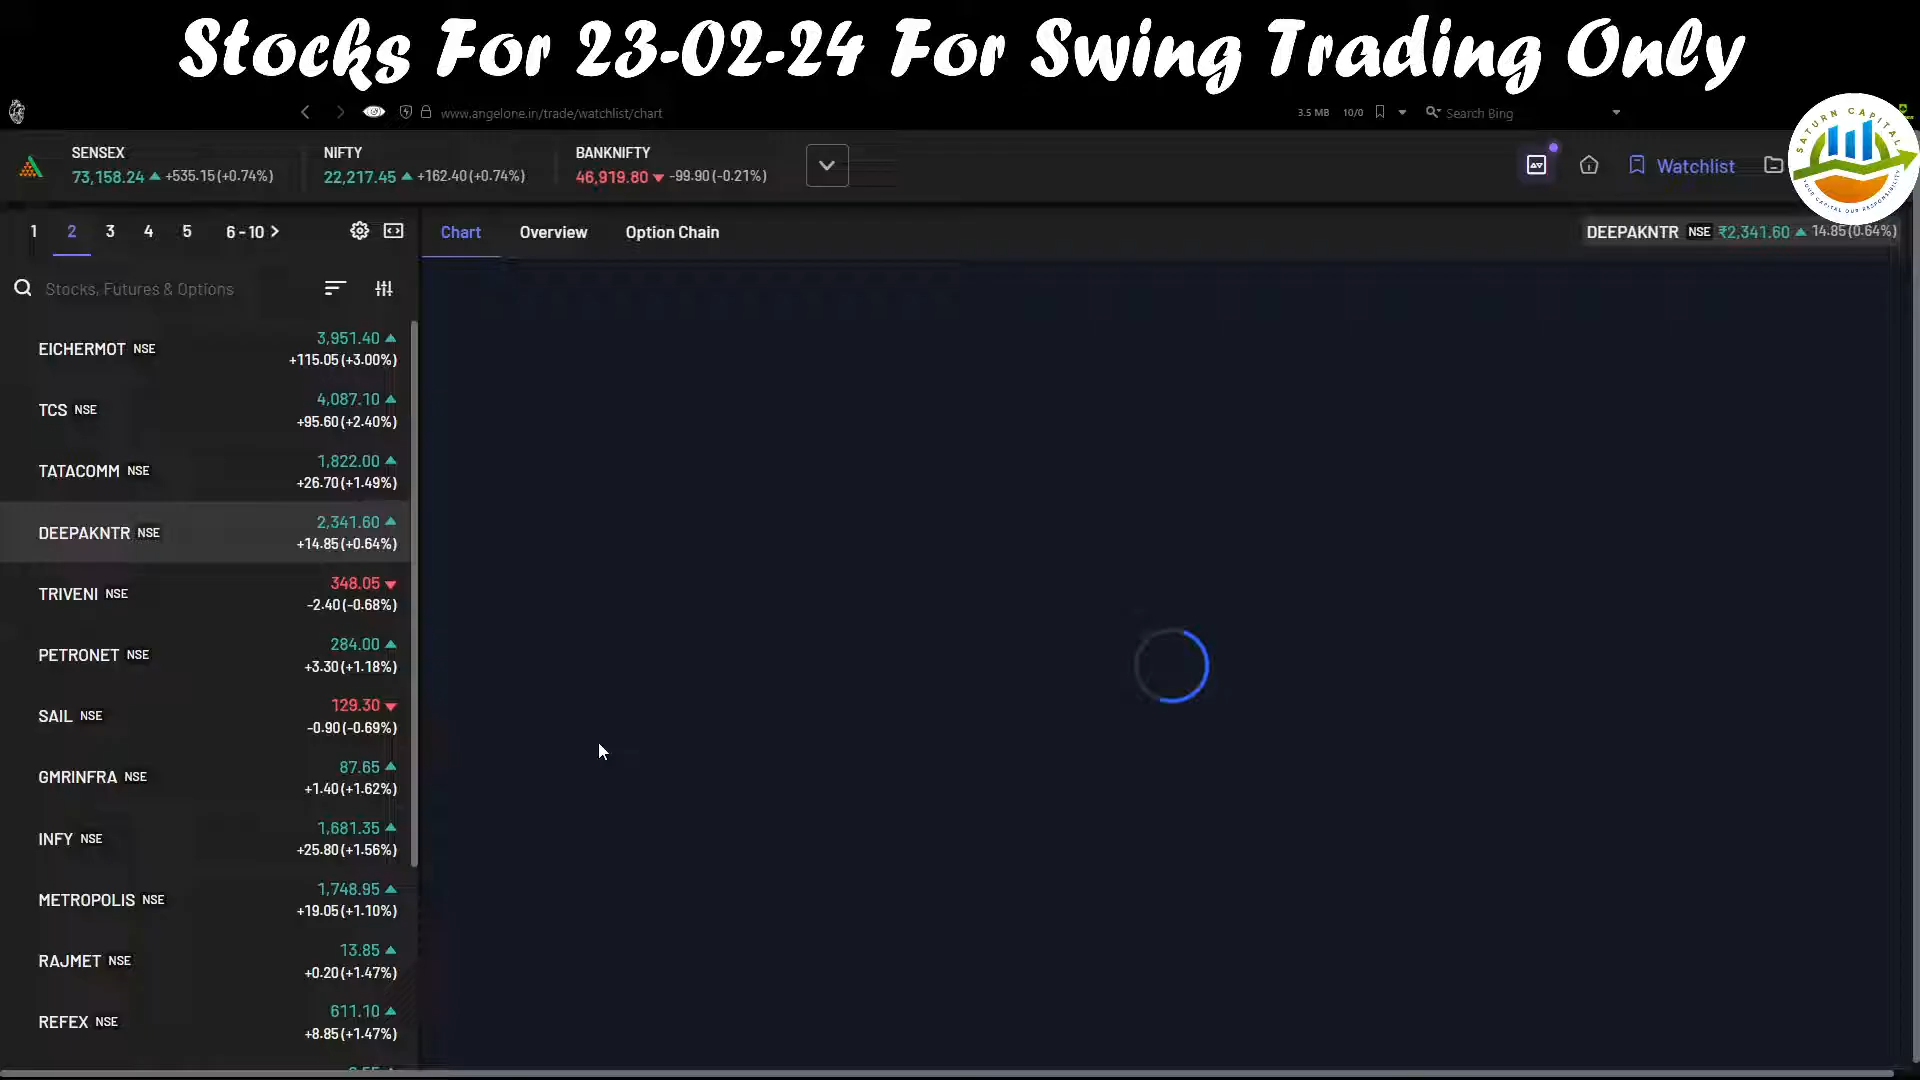 Stocks For 23-02-24 For Swing Trading Only
www.angelone.in/trade/watchlist/chart
3.5 MB 10/0 Search Bing
SATURN CAPITAL
YOUR CAPITAL OUR RESPONSIBILITY
SENSEX
73,158.24 ▲ +535.15 (+0.74%)
NIFTY
22,217.45 ▲ +162.40 (+0.74%)
BANKNIFTY
46,919.80 ▼ -99.90 (-0.21%)
Watchlist
1 2 3 4 5 6 - 10 >
Chart Overview Option Chain
DEEPAKNTR NSE ₹2,341.60 ▲ 14.85(0.64%)
Stocks, Futures & Options
EICHERMOT NSE 3,951.40 ▲
+115.05 (+3.00%)
TCS NSE 4,087.10 ▲
+95.60 (+2.40%)
TATACOMM NSE 1,822.00 ▲
+26.70 (+1.49%)
DEEPAKNTR NSE 2,341.60 ▲
+14.85 (+0.64%)
TRIVENI NSE 348.05 ▼
-2.40 (-0.68%)
PETRONET NSE 284.00 ▲
+3.30 (+1.18%)
SAIL NSE 129.30 ▼
-0.90 (-0.69%)
GMRINFRA NSE 87.65 ▲
+1.40 (+1.62%)
INFY NSE 1,681.35 ▲
+25.80 (+1.56%)
METROPOLIS NSE 1,748.95 ▲
+19.05 (+1.10%)
RAJMET NSE 13.85 ▲
+0.20 (+1.47%)
REFEX NSE 611.10 ▲
+8.85 (+1.47%)